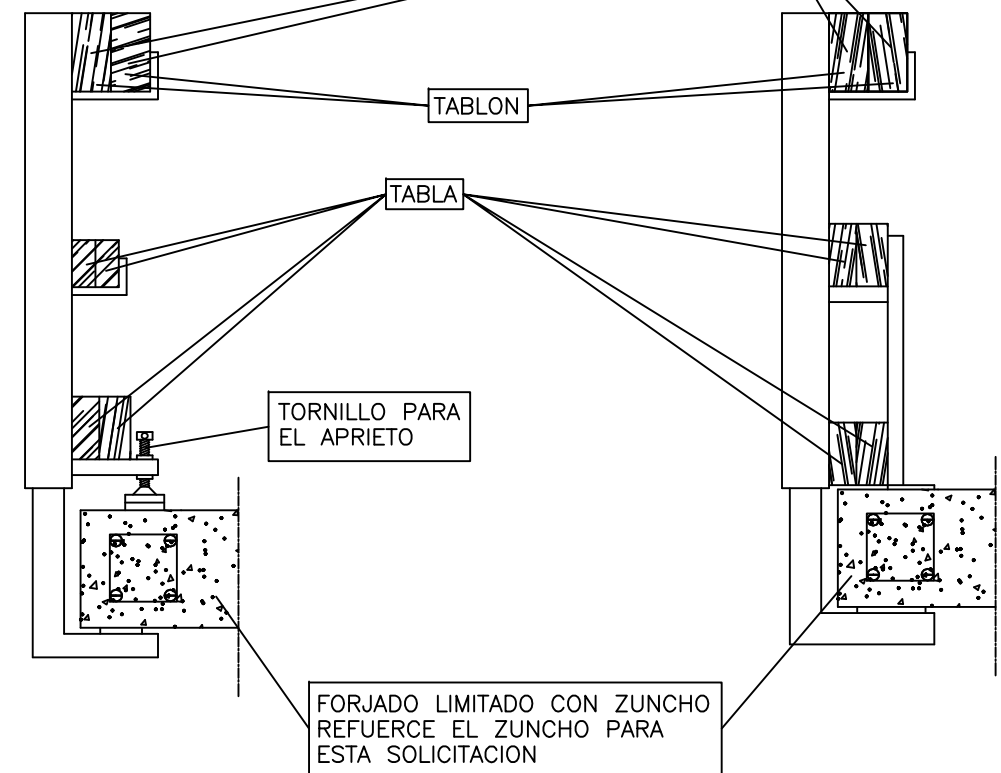 TABLON
TABLA
TORNILLO PARA
EL APRIETO
FORJADO LIMITADO CON ZUNCHO
REFUERCE EL ZUNCHO PARA
ESTA SOLICITACION